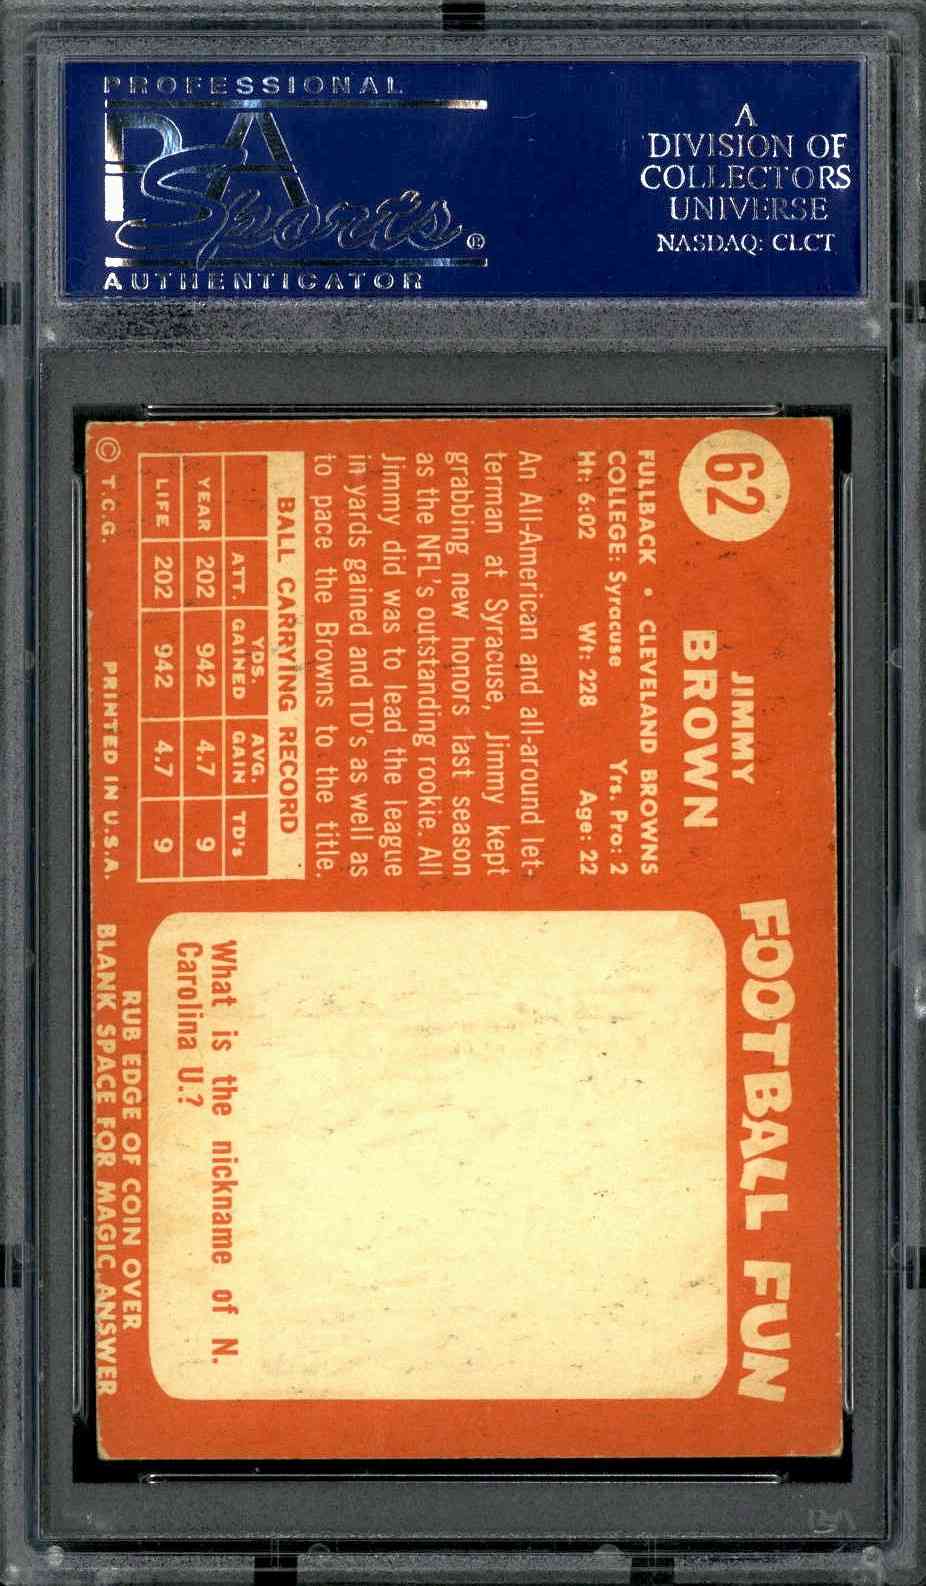 PROFESSIONAL
PSA
Sports®
AUTHENTICATOR
A
DIVISION OF
COLLECTORS
UNIVERSE
NASDAQ: CLCT
62
JIMMY
BROWN
FULLBACK • CLEVELAND BROWNS
COLLEGE: Syracuse Yrs. Pro: 2
Ht: 6:02 Wt: 228 Age: 22
An All-American and all-around let-
terman at Syracuse, Jimmy kept
grabbing new honors last season
as the NFL's outstanding rookie. All
Jimmy did was to lead the league
in yards gained and TD's as well as
to pace the Browns to the title.
BALL CARRYING RECORD
ATT. YDS. GAINED AVG. GAIN TD's
YEAR 202 942 4.7 9
LIFE 202 942 4.7 9
© T.C.G. PRINTED IN U.S.A.
FOOTBALL FUN
What is the nickname of N.
Carolina U.?
RUB EDGE OF COIN OVER
BLANK SPACE FOR MAGIC ANSWER